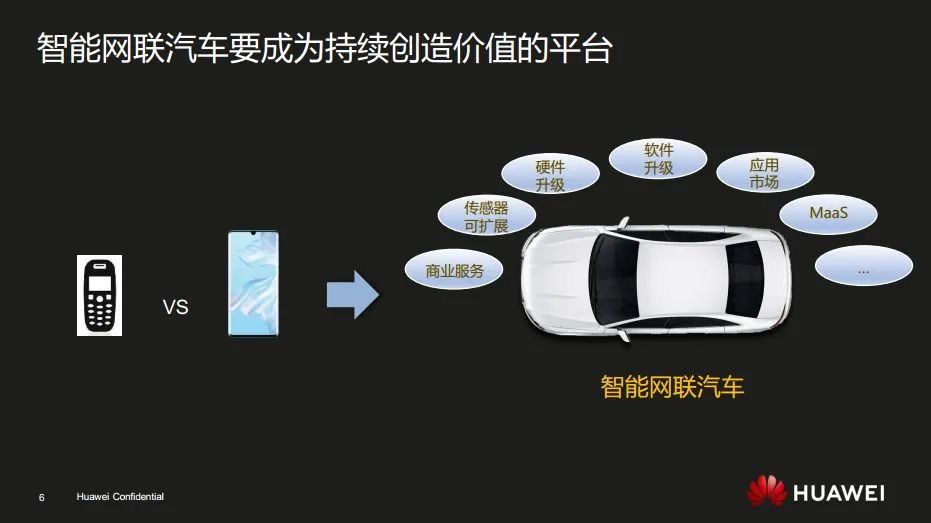 智能网联汽车要成为持续创造价值的平台
软件
升级
硬件
升级
应用
市场
传感器
可扩展
MaaS
商业服务
...
VS
智能网联汽车
6
Huawei Confidential
HUAWEI